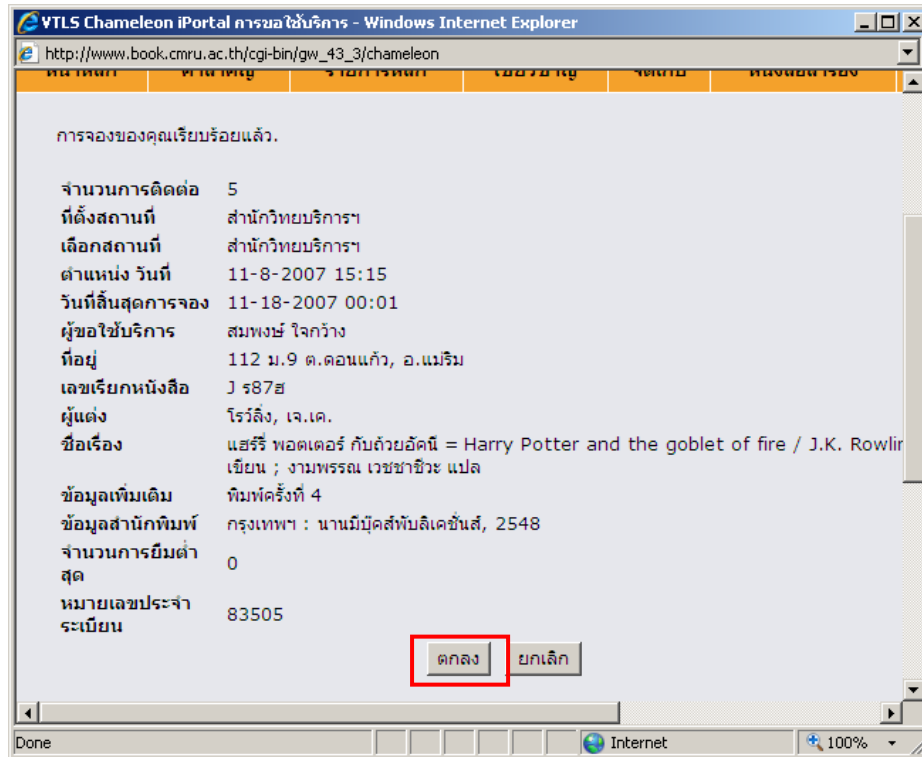 VTLS Chameleon iPortal การขอใช้บริการ - Windows Internet Explorer
http://www.book.cmru.ac.th/cgi-bin/gw_43_3/chameleon
การจองของคุณเรียบร้อยแล้ว.
จำนวนการติดต่อ 5
ที่ตั้งสถานที่ สำนักวิทยบริการฯ
เลือกสถานที่ สำนักวิทยบริการฯ
ตำแหน่ง วันที่ 11-8-2007 15:15
วันที่สิ้นสุดการจอง 11-18-2007 00:01
ผู้ขอใช้บริการ สมพงษ์ ใจกว้าง
ที่อยู่ 112 ม.9 ต.ดอนแก้ว, อ.แม่ริม
เลขเรียกหนังสือ J ร87ฮ
ผู้แต่ง โรว์ลิ่ง, เจ.เค.
ชื่อเรื่อง แฮร์รี่ พอตเตอร์ กับถ้วยอัคนี = Harry Potter and the goblet of fire / J.K. Rowlin
เขียน ; งามพรรณ เวชชาชีวะ แปล
ข้อมูลเพิ่มเติม พิมพ์ครั้งที่ 4
ข้อมูลสำนักพิมพ์ กรุงเทพฯ : นานมีบุ๊คส์พับลิเคชั่นส์, 2548
จำนวนการยืมต่ำ
สุด 0
หมายเลขประจำ
ระเบียน 83505
ตกลง ยกเลิก
Done Internet 100%